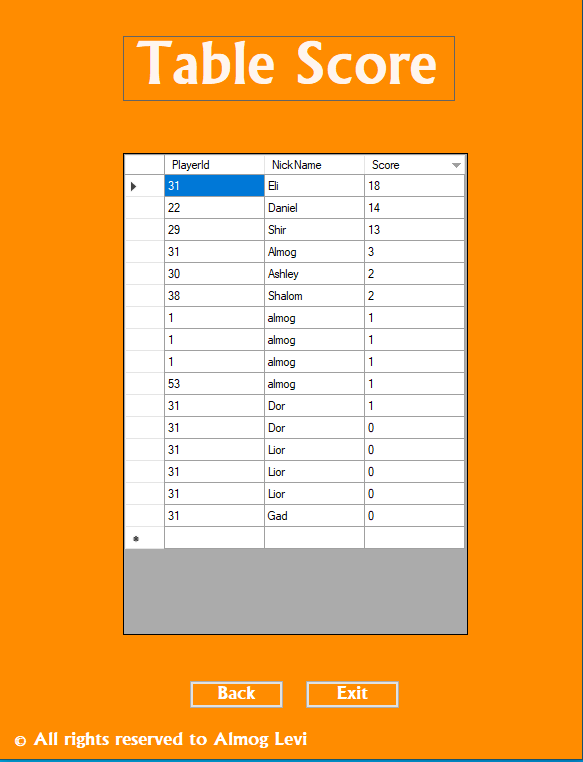 Table Score
PlayerId NickName Score
31 Eli 18
22 Daniel 14
29 Shir 13
31 Almog 3
30 Ashley 2
38 Shalom 2
1 almog 1
1 almog 1
1 almog 1
53 almog 1
31 Dor 1
31 Dor 0
31 Lior 0
31 Lior 0
31 Lior 0
31 Gad 0
Back Exit
© All rights reserved to Almog Levi